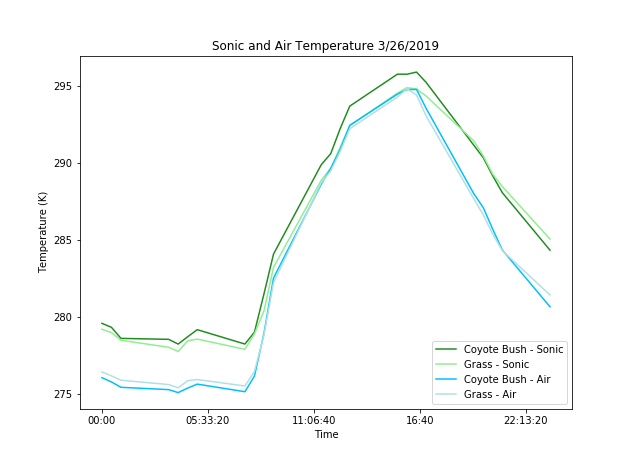 Sonic and Air Temperature 3/26/2019
295
290
285
280
275
Temperature (K)
00:00
05:33:20
11:06:40
16:40
22:13:20
Time
Coyote Bush - Sonic
Grass - Sonic
Coyote Bush - Air
Grass - Air